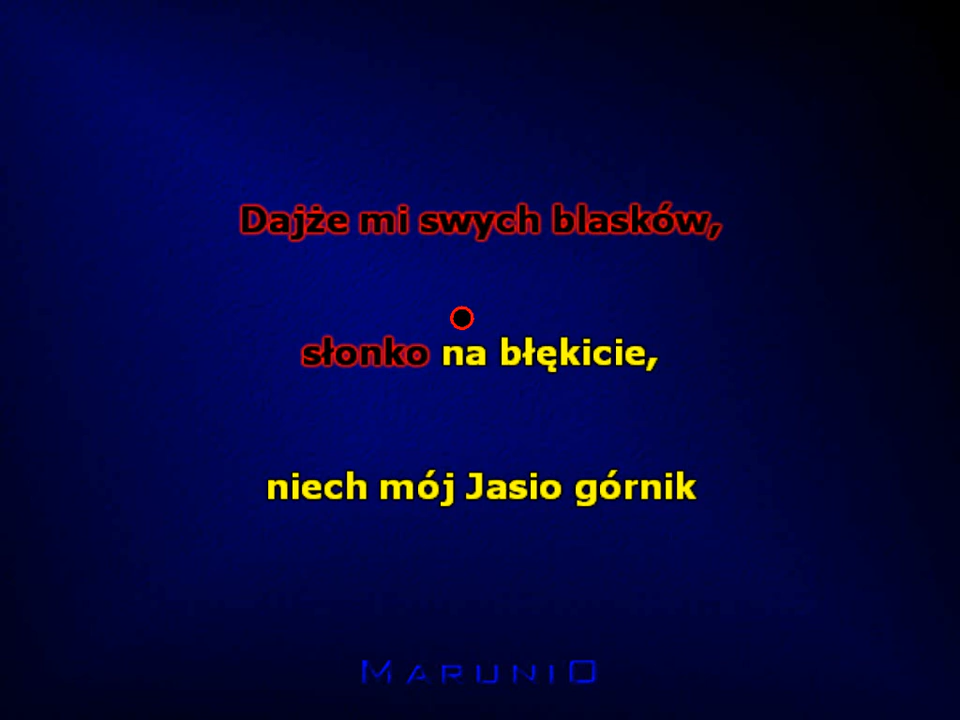 Dajże mi swych blasków,
słonko na błękicie,
niech mój Jasio górnik
MARUNIO